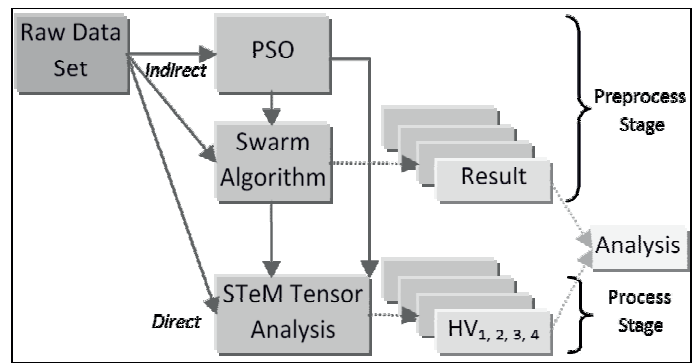 Raw Data
Set
Indirect
PSO
Preprocess
Stage
Swarm
Algorithm
Result
Analysis
Direct
STeM Tensor
Analysis
HV1, 2, 3, 4
Process
Stage